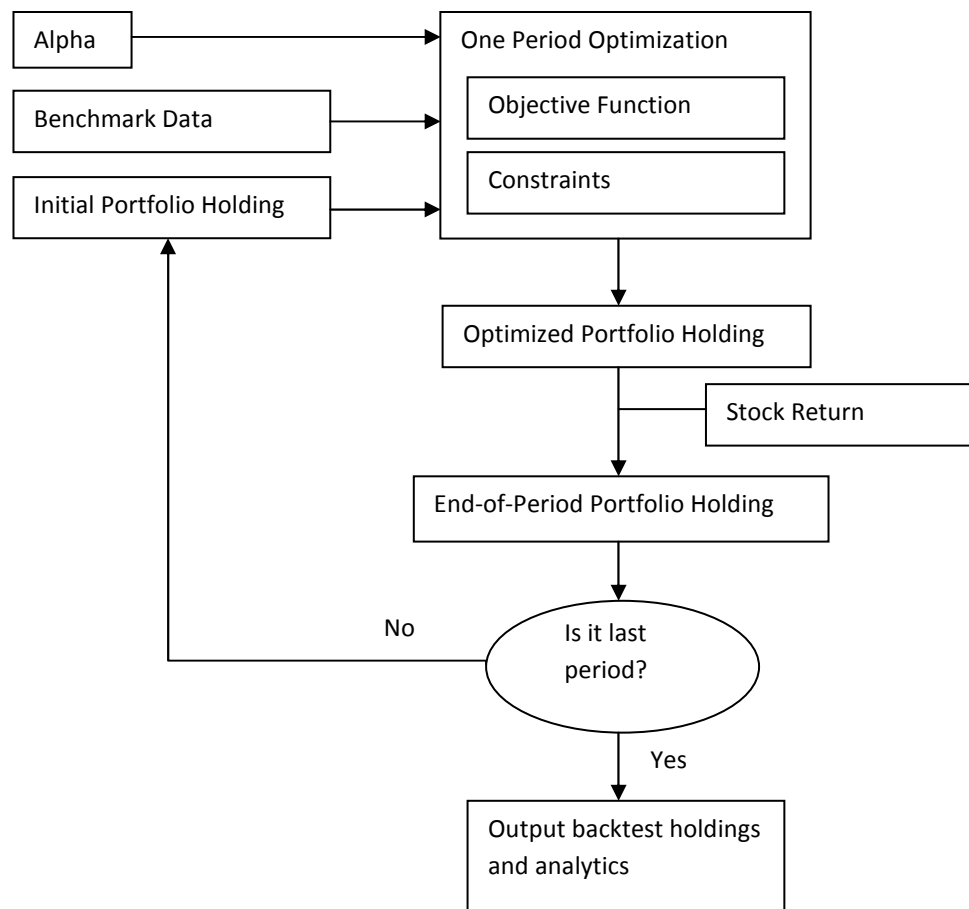 Alpha
One Period Optimization
Objective Function
Benchmark Data
Constraints
Initial Portfolio Holding
Optimized Portfolio Holding
Stock Return
End-of-Period Portfolio Holding
No
Is it last
period?
Yes
Output backtest holdings
and analytics